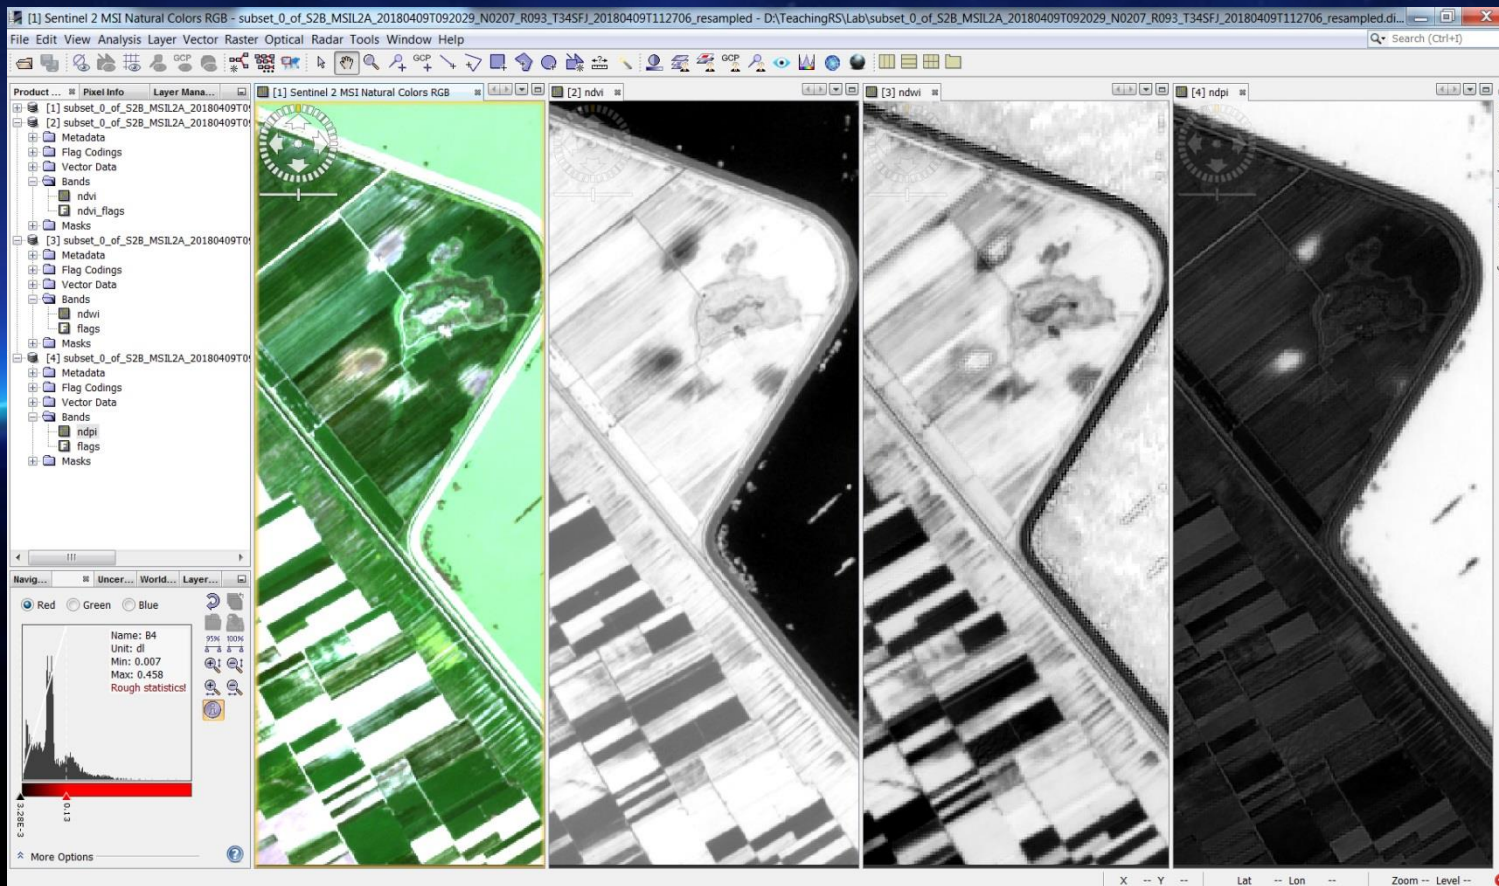 [1] Sentinel 2 MSI Natural Colors RGB - subset_0_of_S2B_MSIL2A_20180409T092029_N0207_R093_T34SFJ_20180409T112706_resampled - D:\TeachingRS\Lab\subset_0_of_S2B_MSIL2A_20180409T092029_N0207_R093_T34SFJ_20180409T112706_resampled.di...
File Edit View Analysis Layer Vector Raster Optical Radar Tools Window Help
Search (Ctrl+I)
GCP GCP GCP
Product ... Pixel Info Layer Mana...
[1] subset_0_of_S2B_MSIL2A_20180409T0
[2] subset_0_of_S2B_MSIL2A_20180409T0
Metadata
Flag Codings
Vector Data
Bands
ndvi
ndvi_flags
Masks
[3] subset_0_of_S2B_MSIL2A_20180409T0
Metadata
Flag Codings
Vector Data
Bands
ndwi
flags
Masks
[4] subset_0_of_S2B_MSIL2A_20180409T0
Metadata
Flag Codings
Vector Data
Bands
ndpi
flags
Masks
Navig... Uncer... World... Layer...
Red Green Blue
95% 100%
Name: B4
Unit: dl
Min: 0.007
Max: 0.458
Rough statistics!
3.28E-3
0.13
More Options
[1] Sentinel 2 MSI Natural Colors RGB
[2] ndvi
[3] ndwi
[4] ndpi
X -- Y -- Lat -- Lon -- Zoom -- Level --